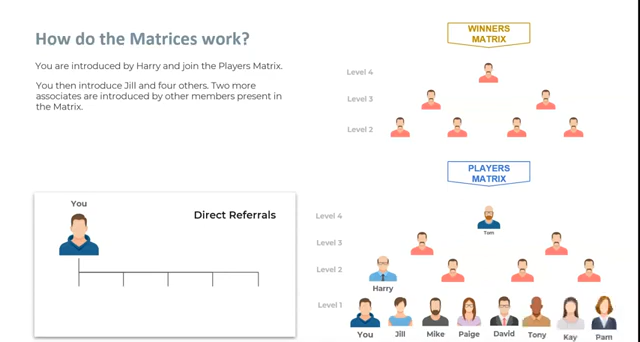 How do the Matrices work?
You are introduced by Harry and join the Players Matrix.
You then introduce Jill and four others. Two more
associates are introduced by other members present in
the Matrix.
You
Direct Referrals
WINNERS
MATRIX
Level 4
Level 3
Level 2
PLAYERS
MATRIX
Level 4
Tom
Level 3
Level 2
Harry
Level 1
You Jill Mike Paige David Tony Kay Pam